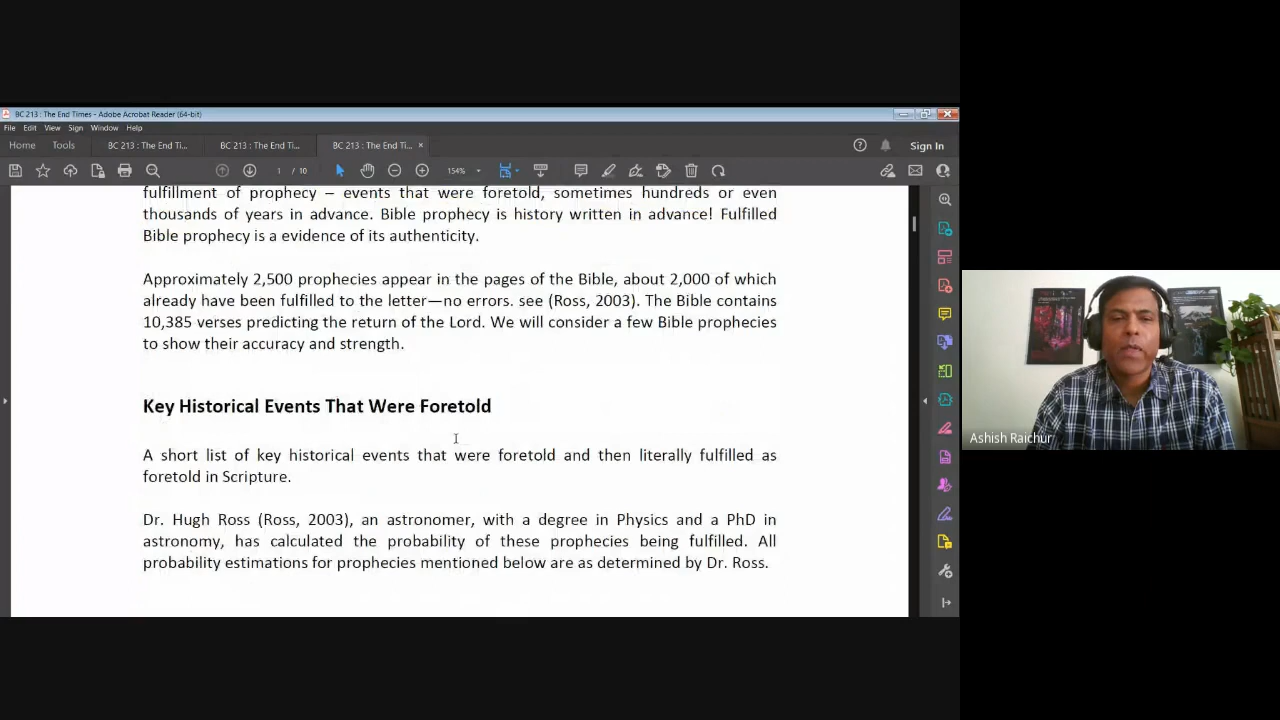 BC 213 : The End Times - Adobe Acrobat Reader (64-bit)
File Edit View Sign Window Help
Home Tools BC 213 : The End Ti... BC 213 : The End Ti... BC 213 : The End Ti... × Sign In
1 / 10 154%
fulfillment of prophecy – events that were foretold, sometimes hundreds or even
thousands of years in advance. Bible prophecy is history written in advance! Fulfilled
Bible prophecy is a evidence of its authenticity.
Approximately 2,500 prophecies appear in the pages of the Bible, about 2,000 of which
already have been fulfilled to the letter—no errors. see (Ross, 2003). The Bible contains
10,385 verses predicting the return of the Lord. We will consider a few Bible prophecies
to show their accuracy and strength.
Key Historical Events That Were Foretold
A short list of key historical events that were foretold and then literally fulfilled as
foretold in Scripture.
Dr. Hugh Ross (Ross, 2003), an astronomer, with a degree in Physics and a PhD in
astronomy, has calculated the probability of these prophecies being fulfilled. All
probability estimations for prophecies mentioned below are as determined by Dr. Ross.
Ashish Raichur